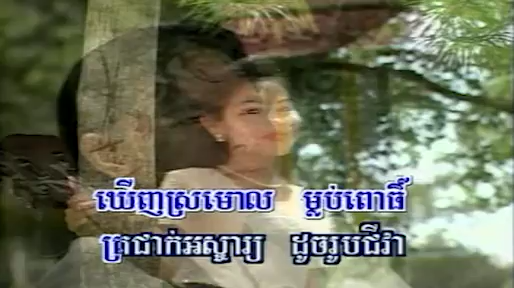 ឃើញស្រមោល ម្លប់ពោធិ៍
ត្រជាក់អស្ចារ្យ ដូចរូបជីវ៉ា